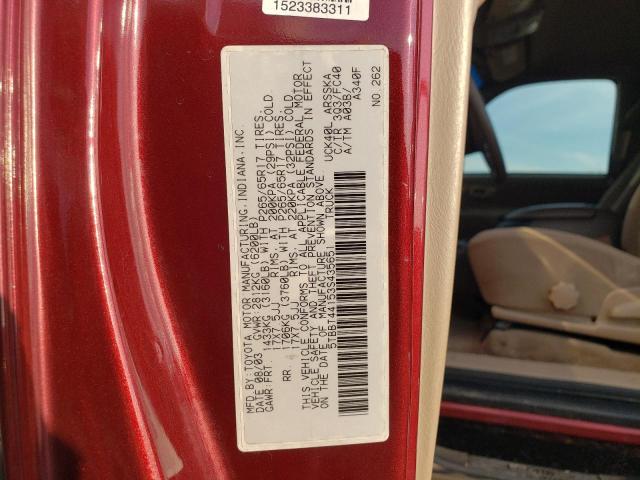 1523383311
MFD.BY:TOYOTA MOTOR MANUFACTURING,INDIANA,INC.
DATE 08/03 GVWR 2812KG (6200LB)
GAWR:FRT 1433KG (3160LB) WITH P265/65R17 TIRES,
17X7.5JJ RIMS, AT 200KPA (29PSI) COLD
RR 1706KG (3760LB) WITH P265/65R17 TIRES,
17X7.5JJ RIMS, AT 220KPA (32PSI) COLD
THIS VEHICLE CONFORMS TO ALL APPLICABLE FEDERAL MOTOR
VEHICLE SAFETY AND THEFT PREVENTION STANDARDS IN EFFECT
ON THE DATE OF MANUFACTURE SHOWN ABOVE.
5TBBT44153S435651 TRUCK
UCK40L ARSSKA
C/TR 3Q3/FC40
A/TM A03B/
A340F
NO.262